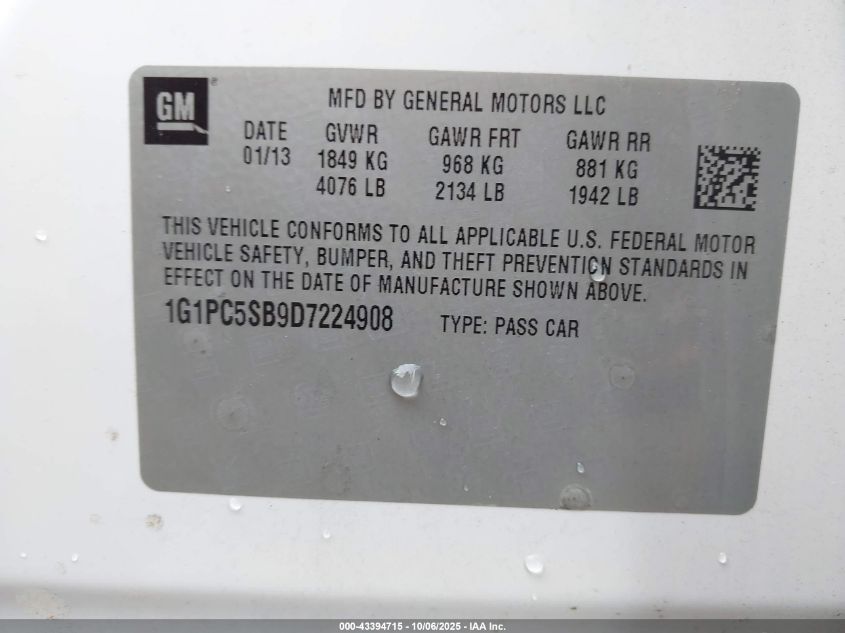 GM
MFD BY GENERAL MOTORS LLC
DATE GVWR GAWR FRT GAWR RR
01/13 1849 KG 968 KG 881 KG
4076 LB 2134 LB 1942 LB
THIS VEHICLE CONFORMS TO ALL APPLICABLE U.S. FEDERAL MOTOR
VEHICLE SAFETY, BUMPER, AND THEFT PREVENTION STANDARDS IN
EFFECT ON THE DATE OF MANUFACTURE SHOWN ABOVE.
1G1PC5SB9D7224908 TYPE: PASS CAR
000-43394715 - 10/06/2025 - IAA Inc.